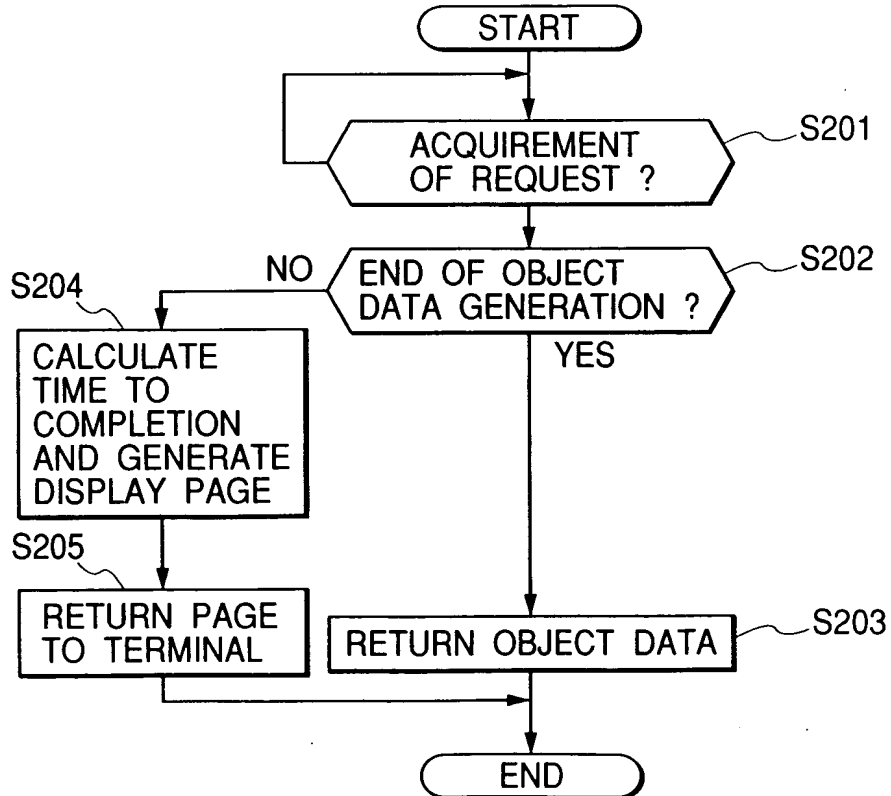 START
ACQUIREMENT
OF REQUEST ?
S201
END OF OBJECT
DATA GENERATION ?
S202
NO
YES
S204
CALCULATE
TIME TO
COMPLETION
AND GENERATE
DISPLAY PAGE
S205
RETURN PAGE
TO TERMINAL
RETURN OBJECT DATA
S203
END